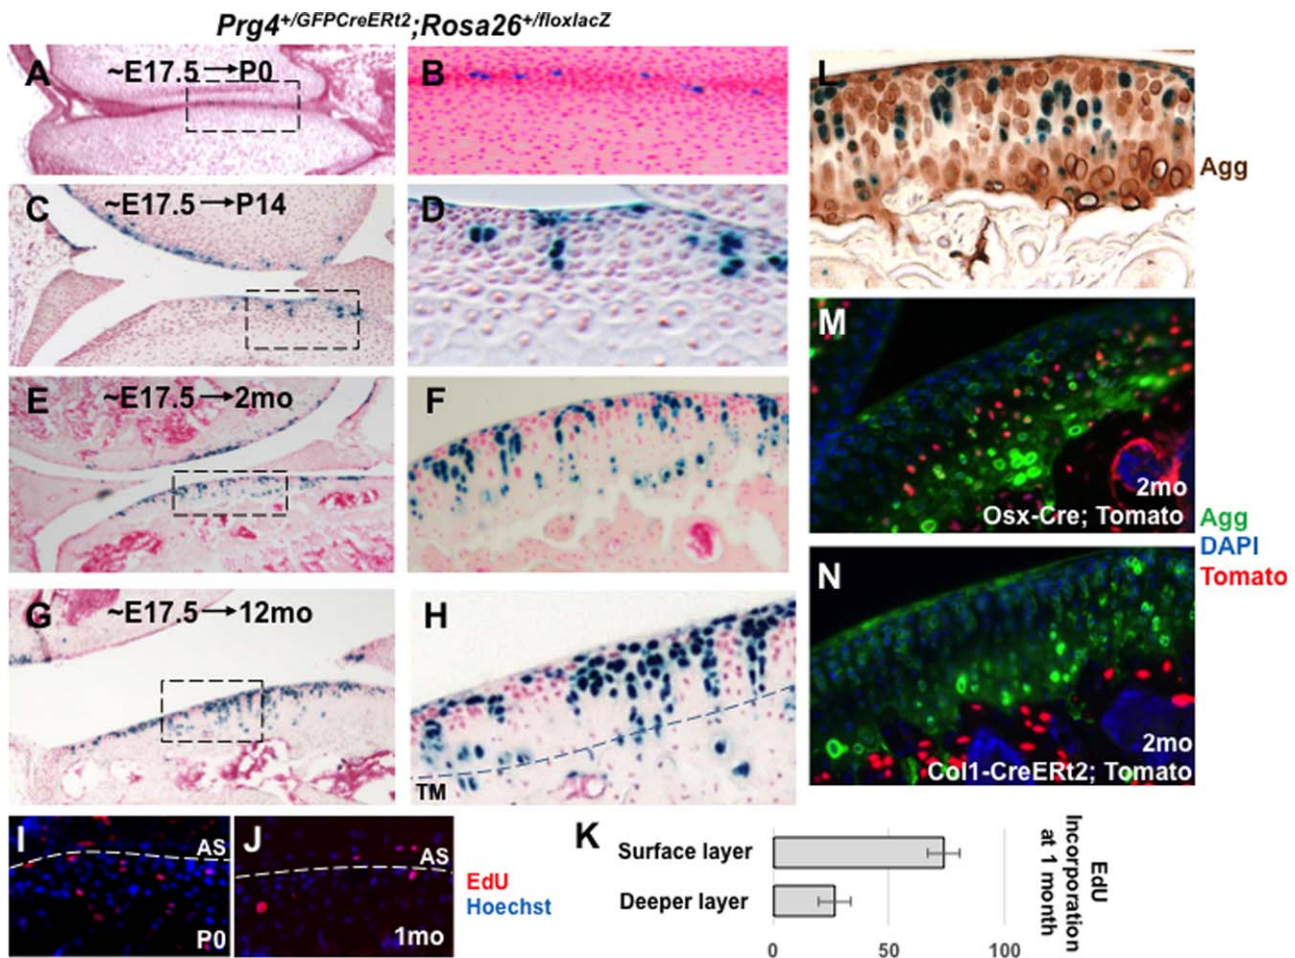 Prg4+/GFPCreERt2;Rosa26+/floxlacZ
A
~E17.5→P0
B
C
~E17.5→P14
D
E
~E17.5→2mo
F
G
~E17.5→12mo
H
TM
I
AS
P0
J
AS
1mo
EdU
Hoechst
K
Surface layer
Deeper layer
0
50
100
EdU
Incorporation
at 1 month
L
Agg
M
2mo
Osx-Cre; Tomato
Agg
DAPI
Tomato
N
2mo
Col1-CreERt2; Tomato